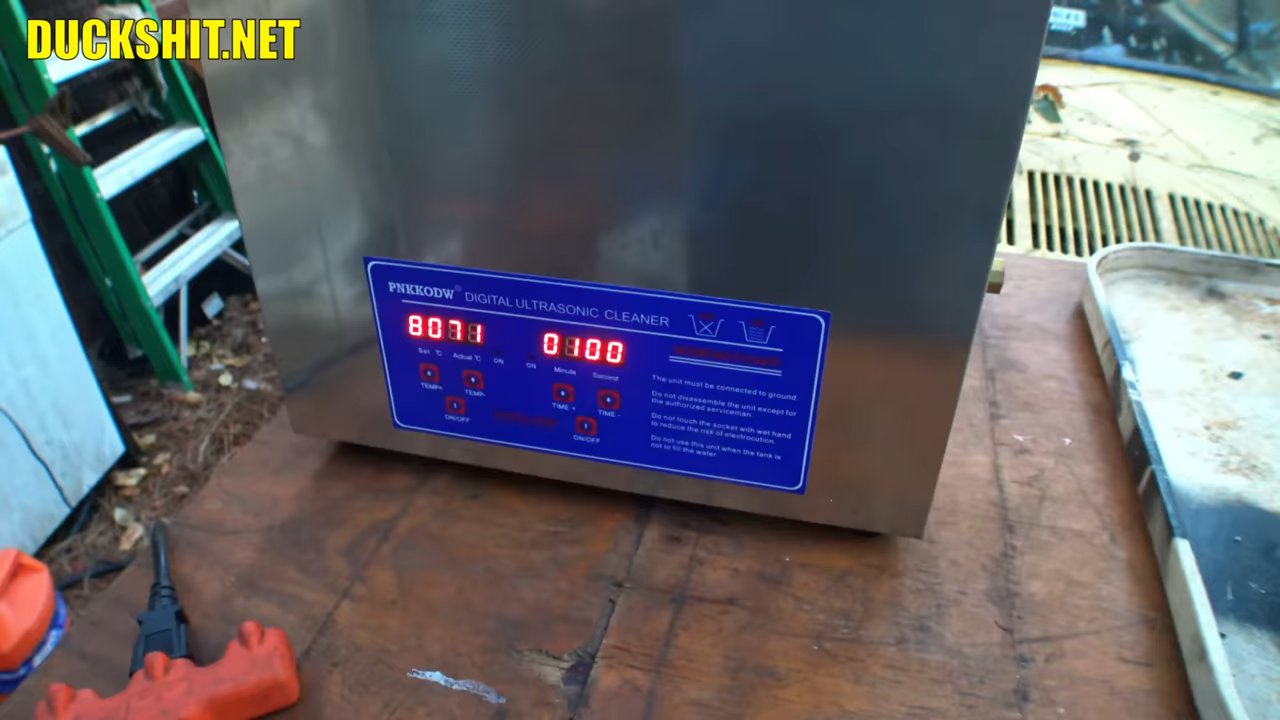 DUCKSHIT.NET
PNKKODW® DIGITAL ULTRASONIC CLEANER
8071 0100
Set °C Actual °C ON ON Minute Second
TEMP+ TEMP- TIME + TIME -
ON/OFF ON/OFF
The unit must be connected to ground
Do not disassemble the unit except for
the authorized serviceman
Do not touch the socket with wet hand
to reduce the risk of electrocution.
Do not use this unit when the tank is
not to fill the water